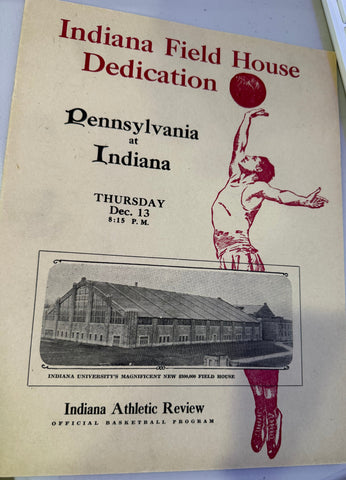 Indiana Field House
Dedication
Pennsylvania
at
Indiana
THURSDAY
Dec. 13
8:15 P. M.
INDIANA UNIVERSITY'S MAGNIFICENT NEW $300,000 FIELD HOUSE
Indiana Athletic Review
OFFICIAL BASKETBALL PROGRAM